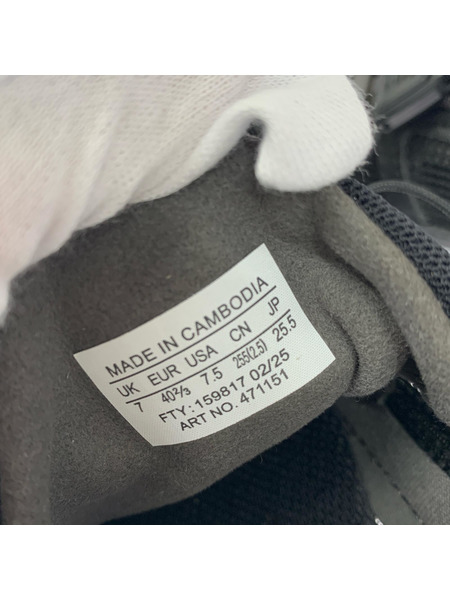 MADE IN CAMBODIA
UK EUR USA CN JP
7 40⅔ 7.5 255(2.5) 25.5
FTY: 159817 02/25
ART NO. 471151